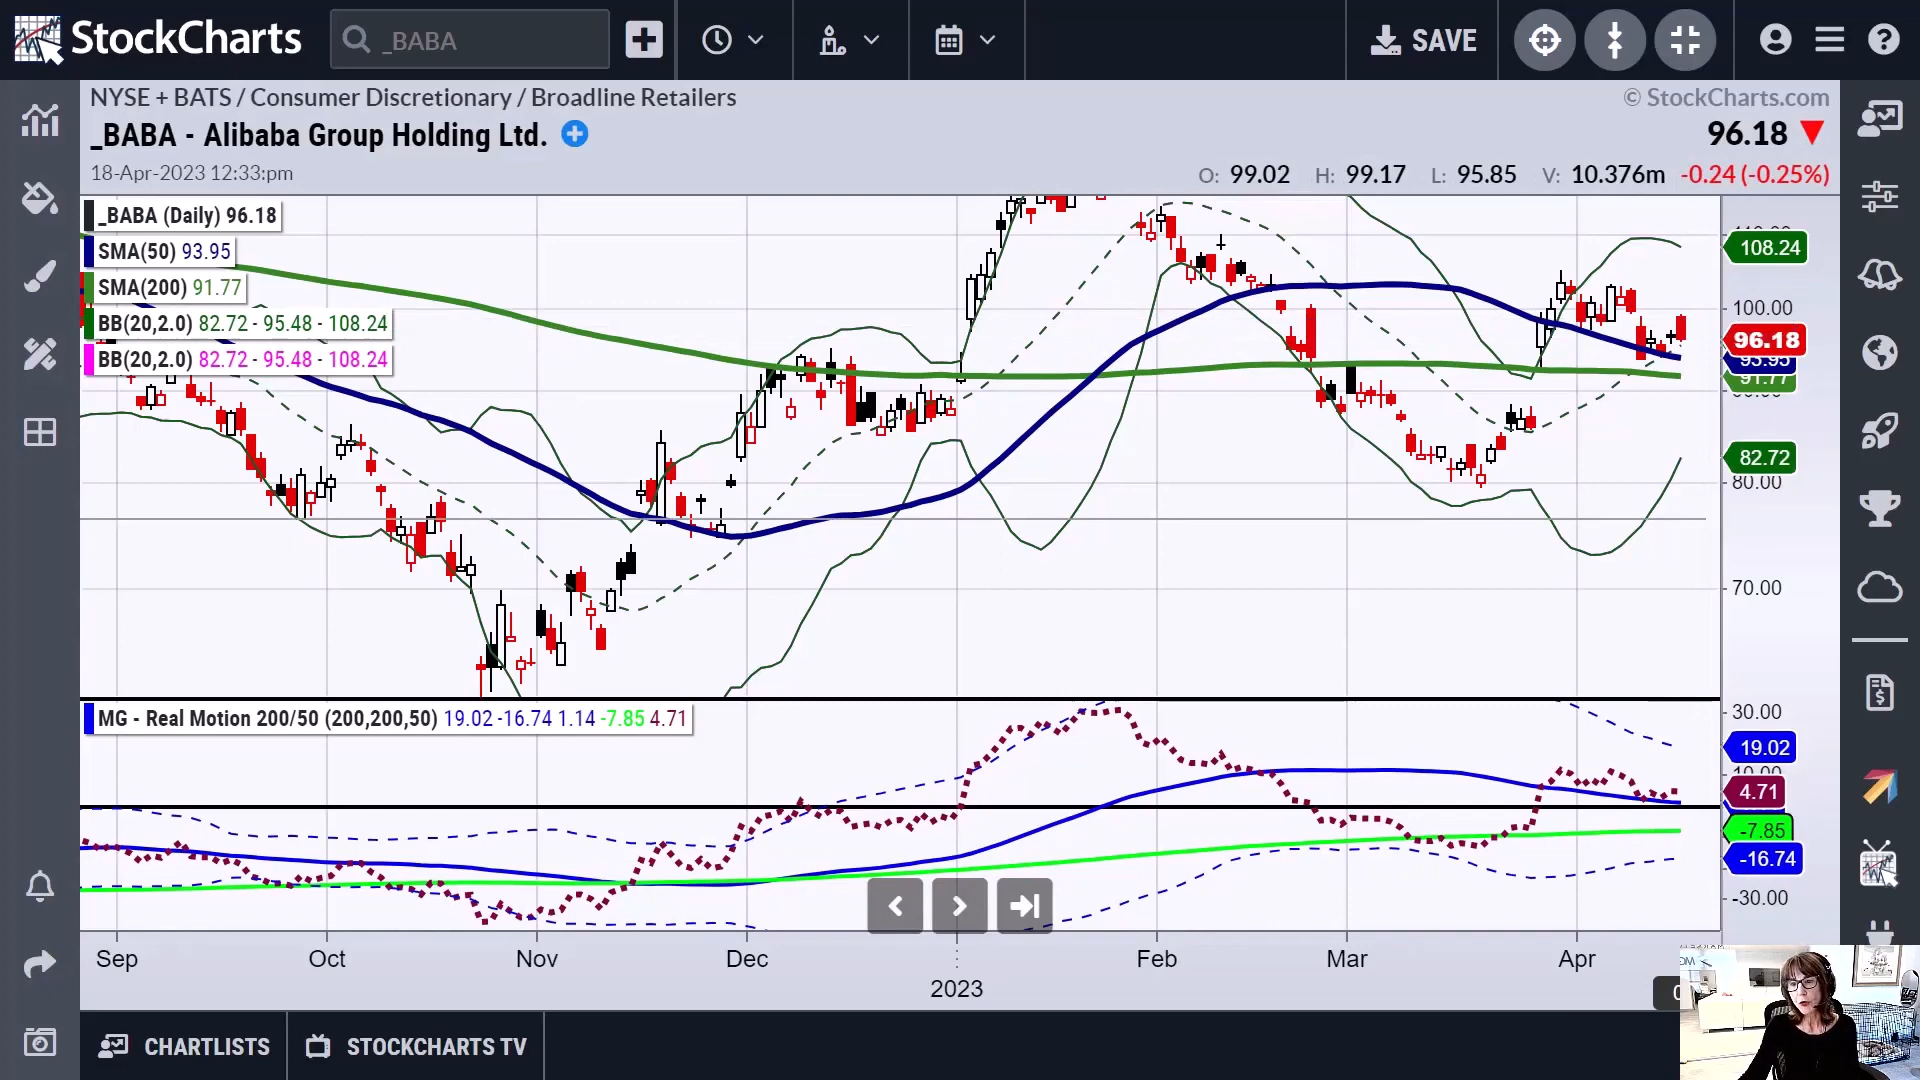 StockCharts
_BABA
SAVE
NYSE + BATS / Consumer Discretionary / Broadline Retailers
© StockCharts.com
_BABA - Alibaba Group Holding Ltd.
96.18
18-Apr-2023 12:33:pm
O: 99.02 H: 99.17 L: 95.85 V: 10.376m -0.24 (-0.25%)
_BABA (Daily) 96.18
SMA(50) 93.95
SMA(200) 91.77
BB(20,2.0) 82.72 - 95.48 - 108.24
BB(20,2.0) 82.72 - 95.48 - 108.24
108.24
100.00
96.18
93.95
91.77
82.72
80.00
70.00
MG - Real Motion 200/50 (200,200,50) 19.02 -16.74 1.14 -7.85 4.71
30.00
19.02
10.00
4.71
-7.85
-16.74
-30.00
Sep Oct Nov Dec Feb Mar Apr
2023
CHARTLISTS
STOCKCHARTS TV